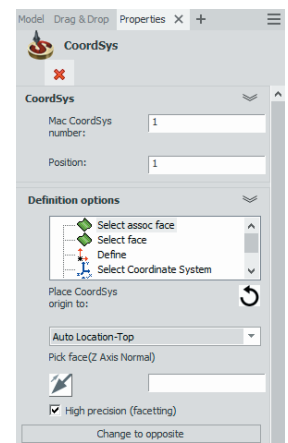 Model Drag & Drop Properties
CoordSys
CoordSys
Mac CoordSys
number:
1
Position:
1
Definition options
Select assoc face
Select face
Define
Select Coordinate System
Place CoordSys
origin to:
Auto Location-Top
Pick face(Z Axis Normal)
High precision (facetting)
Change to opposite